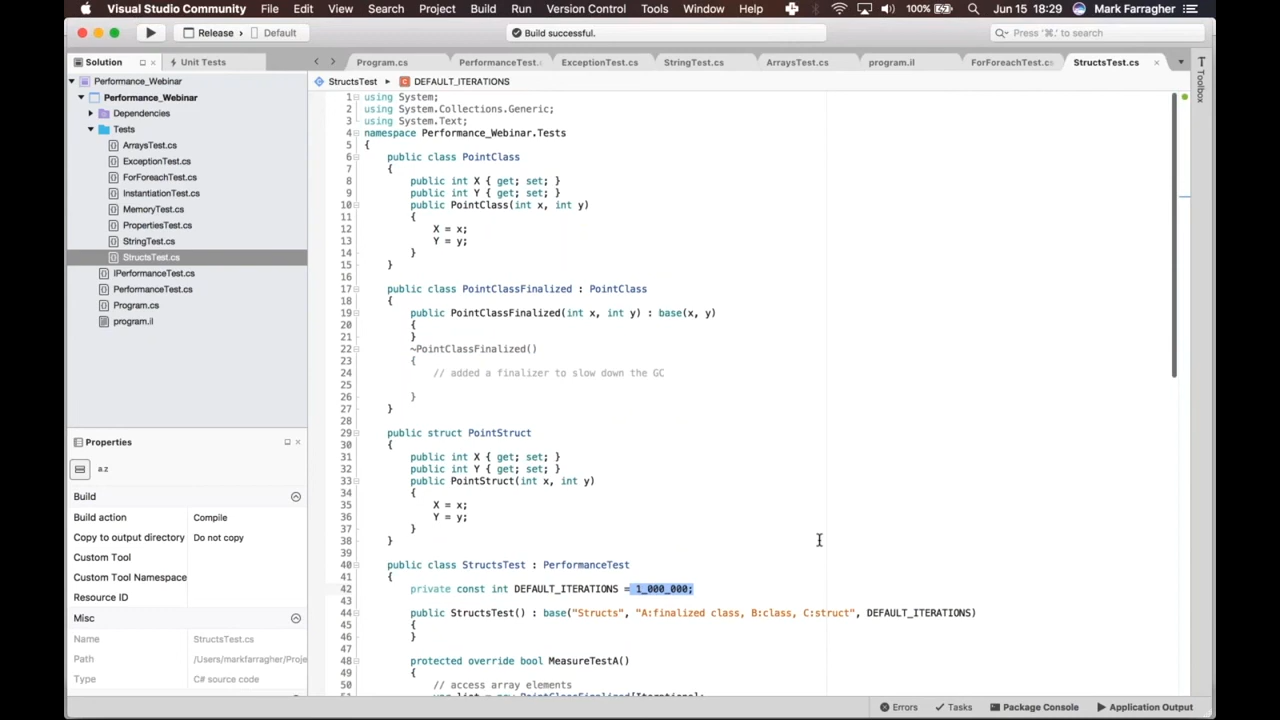 Visual Studio Community File Edit View Search Project Build Run Version Control Tools Window Help 100% Jun 15 18:29 Mark Farragher
Release › Default
Build successful.
Press '⌘.' to search
Solution
Unit Tests
Program.cs PerformanceTest. ExceptionTest.cs StringTest.cs ArraysTest.cs program.il ForForeachTest.cs StructsTest.cs
Toolbox
Performance_Webinar
Performance_Webinar
Dependencies
Tests
ArraysTest.cs
ExceptionTest.cs
ForForeachTest.cs
InstantiationTest.cs
MemoryTest.cs
PropertiesTest.cs
StringTest.cs
StructsTest.cs
IPerformanceTest.cs
PerformanceTest.cs
Program.cs
program.il
Properties
a.z
Build
Build action Compile
Copy to output directory Do not copy
Custom Tool
Custom Tool Namespace
Resource ID
Misc
Name StructsTest.cs
Path /Users/markfarragher/Proje
Type C# source code
StructsTest ▸ DEFAULT_ITERATIONS
1 using System;
2 using System.Collections.Generic;
3 using System.Text;
4 namespace Performance_Webinar.Tests
5 {
6 public class PointClass
7 {
8 public int X { get; set; }
9 public int Y { get; set; }
10 public PointClass(int x, int y)
11 {
12 X = x;
13 Y = y;
14 }
15 }
16
17 public class PointClassFinalized : PointClass
18 {
19 public PointClassFinalized(int x, int y) : base(x, y)
20 {
21 }
22 ~PointClassFinalized()
23 {
24 // added a finalizer to slow down the GC
25
26 }
27 }
28
29 public struct PointStruct
30 {
31 public int X { get; set; }
32 public int Y { get; set; }
33 public PointStruct(int x, int y)
34 {
35 X = x;
36 Y = y;
37 }
38 }
39
40 public class StructsTest : PerformanceTest
41 {
42 private const int DEFAULT_ITERATIONS = 1_000_000;
43
44 public StructsTest() : base("Structs", "A:finalized class, B:class, C:struct", DEFAULT_ITERATIONS)
45 {
46 }
47
48 protected override bool MeasureTestA()
49 {
50 // access array elements
51 var list = new PointClassFinalized[Iterations];
Errors Tasks Package Console Application Output